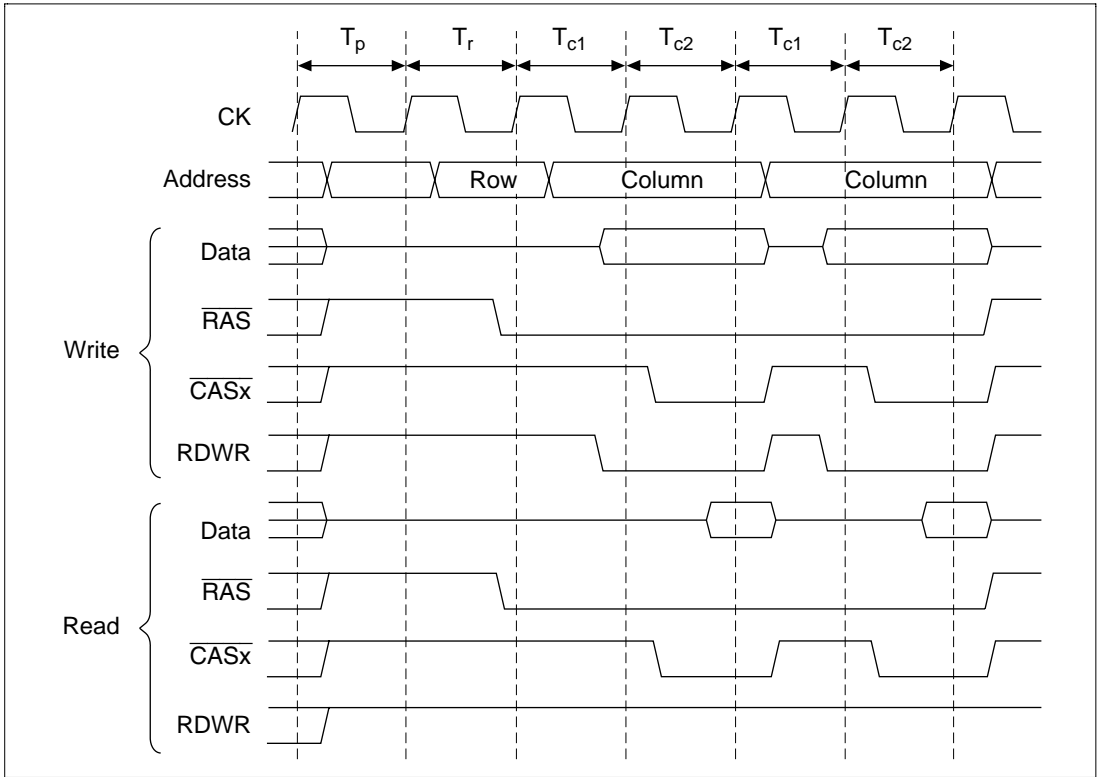 Tp Tr Tc1 Tc2 Tc1 Tc2
CK
Address Row Column Column
Data
RAS
Write
CASx
RDWR
Data
RAS
Read
CASx
RDWR